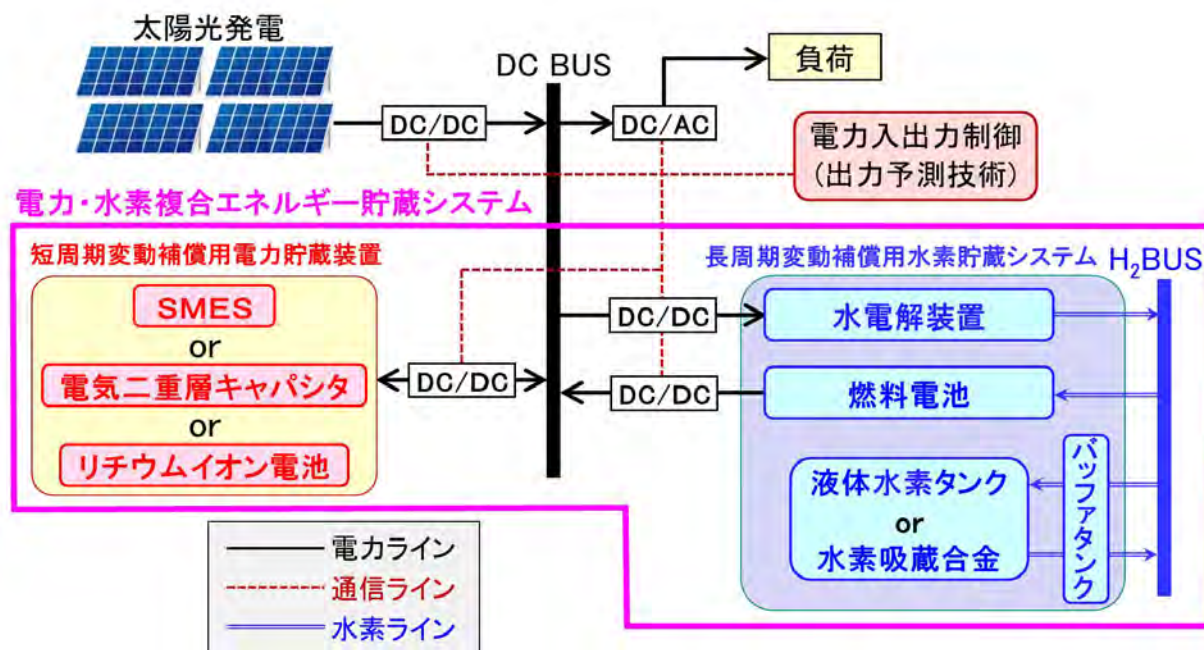 太陽光発電
DC BUS
負荷
DC/DC
DC/AC
電力入出力制御
(出力予測技術)
電力・水素複合エネルギー貯蔵システム
短周期変動補償用電力貯蔵装置
SMES
or
電気二重層キャパシタ
or
リチウムイオン電池
DC/DC
長周期変動補償用水素貯蔵システム
H₂BUS
DC/DC
水電解装置
DC/DC
燃料電池
液体水素タンク
or
水素吸蔵合金
バッファタンク
電力ライン
通信ライン
水素ライン